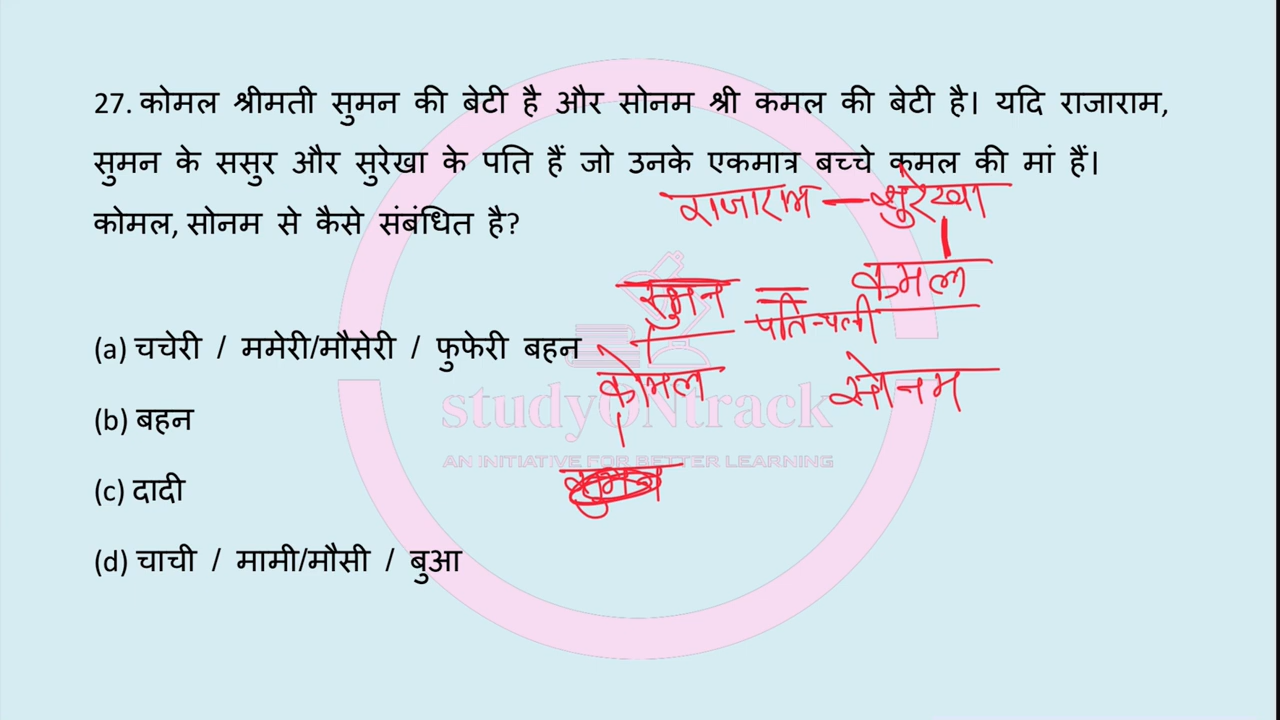 27. कोमल श्रीमती सुमन की बेटी है और सोनम श्री कमल की बेटी है। यदि राजाराम,
सुमन के ससुर और सुरेखा के पति हैं जो उनके एकमात्र बच्चे कमल की मां हैं।
राजाराम — सुरेखा
कोमल, सोनम से कैसे संबंधित है?
कमल
सुमन =
पति-पत्नी
(a) चचेरी / ममेरी/मौसेरी / फुफेरी बहन
कोमल सोनम
studyONtrack
(b) बहन
AN INITIATIVE FOR BETTER LEARNING
(c) दादी
(d) चाची / मामी/मौसी / बुआ